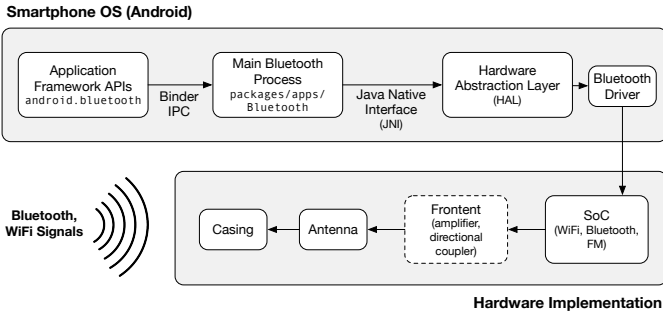 Smartphone OS (Android)
Application
Framework APIs
android.bluetooth
Binder
IPC
Main Bluetooth
Process
packages/apps/
Bluetooth
Java Native
Interface
(JNI)
Hardware
Abstraction Layer
(HAL)
Bluetooth
Driver
Bluetooth,
WiFi Signals
Casing
Antenna
Frontent
(amplifier,
directional
coupler)
SoC
(WiFi, Bluetooth,
FM)
Hardware Implementation